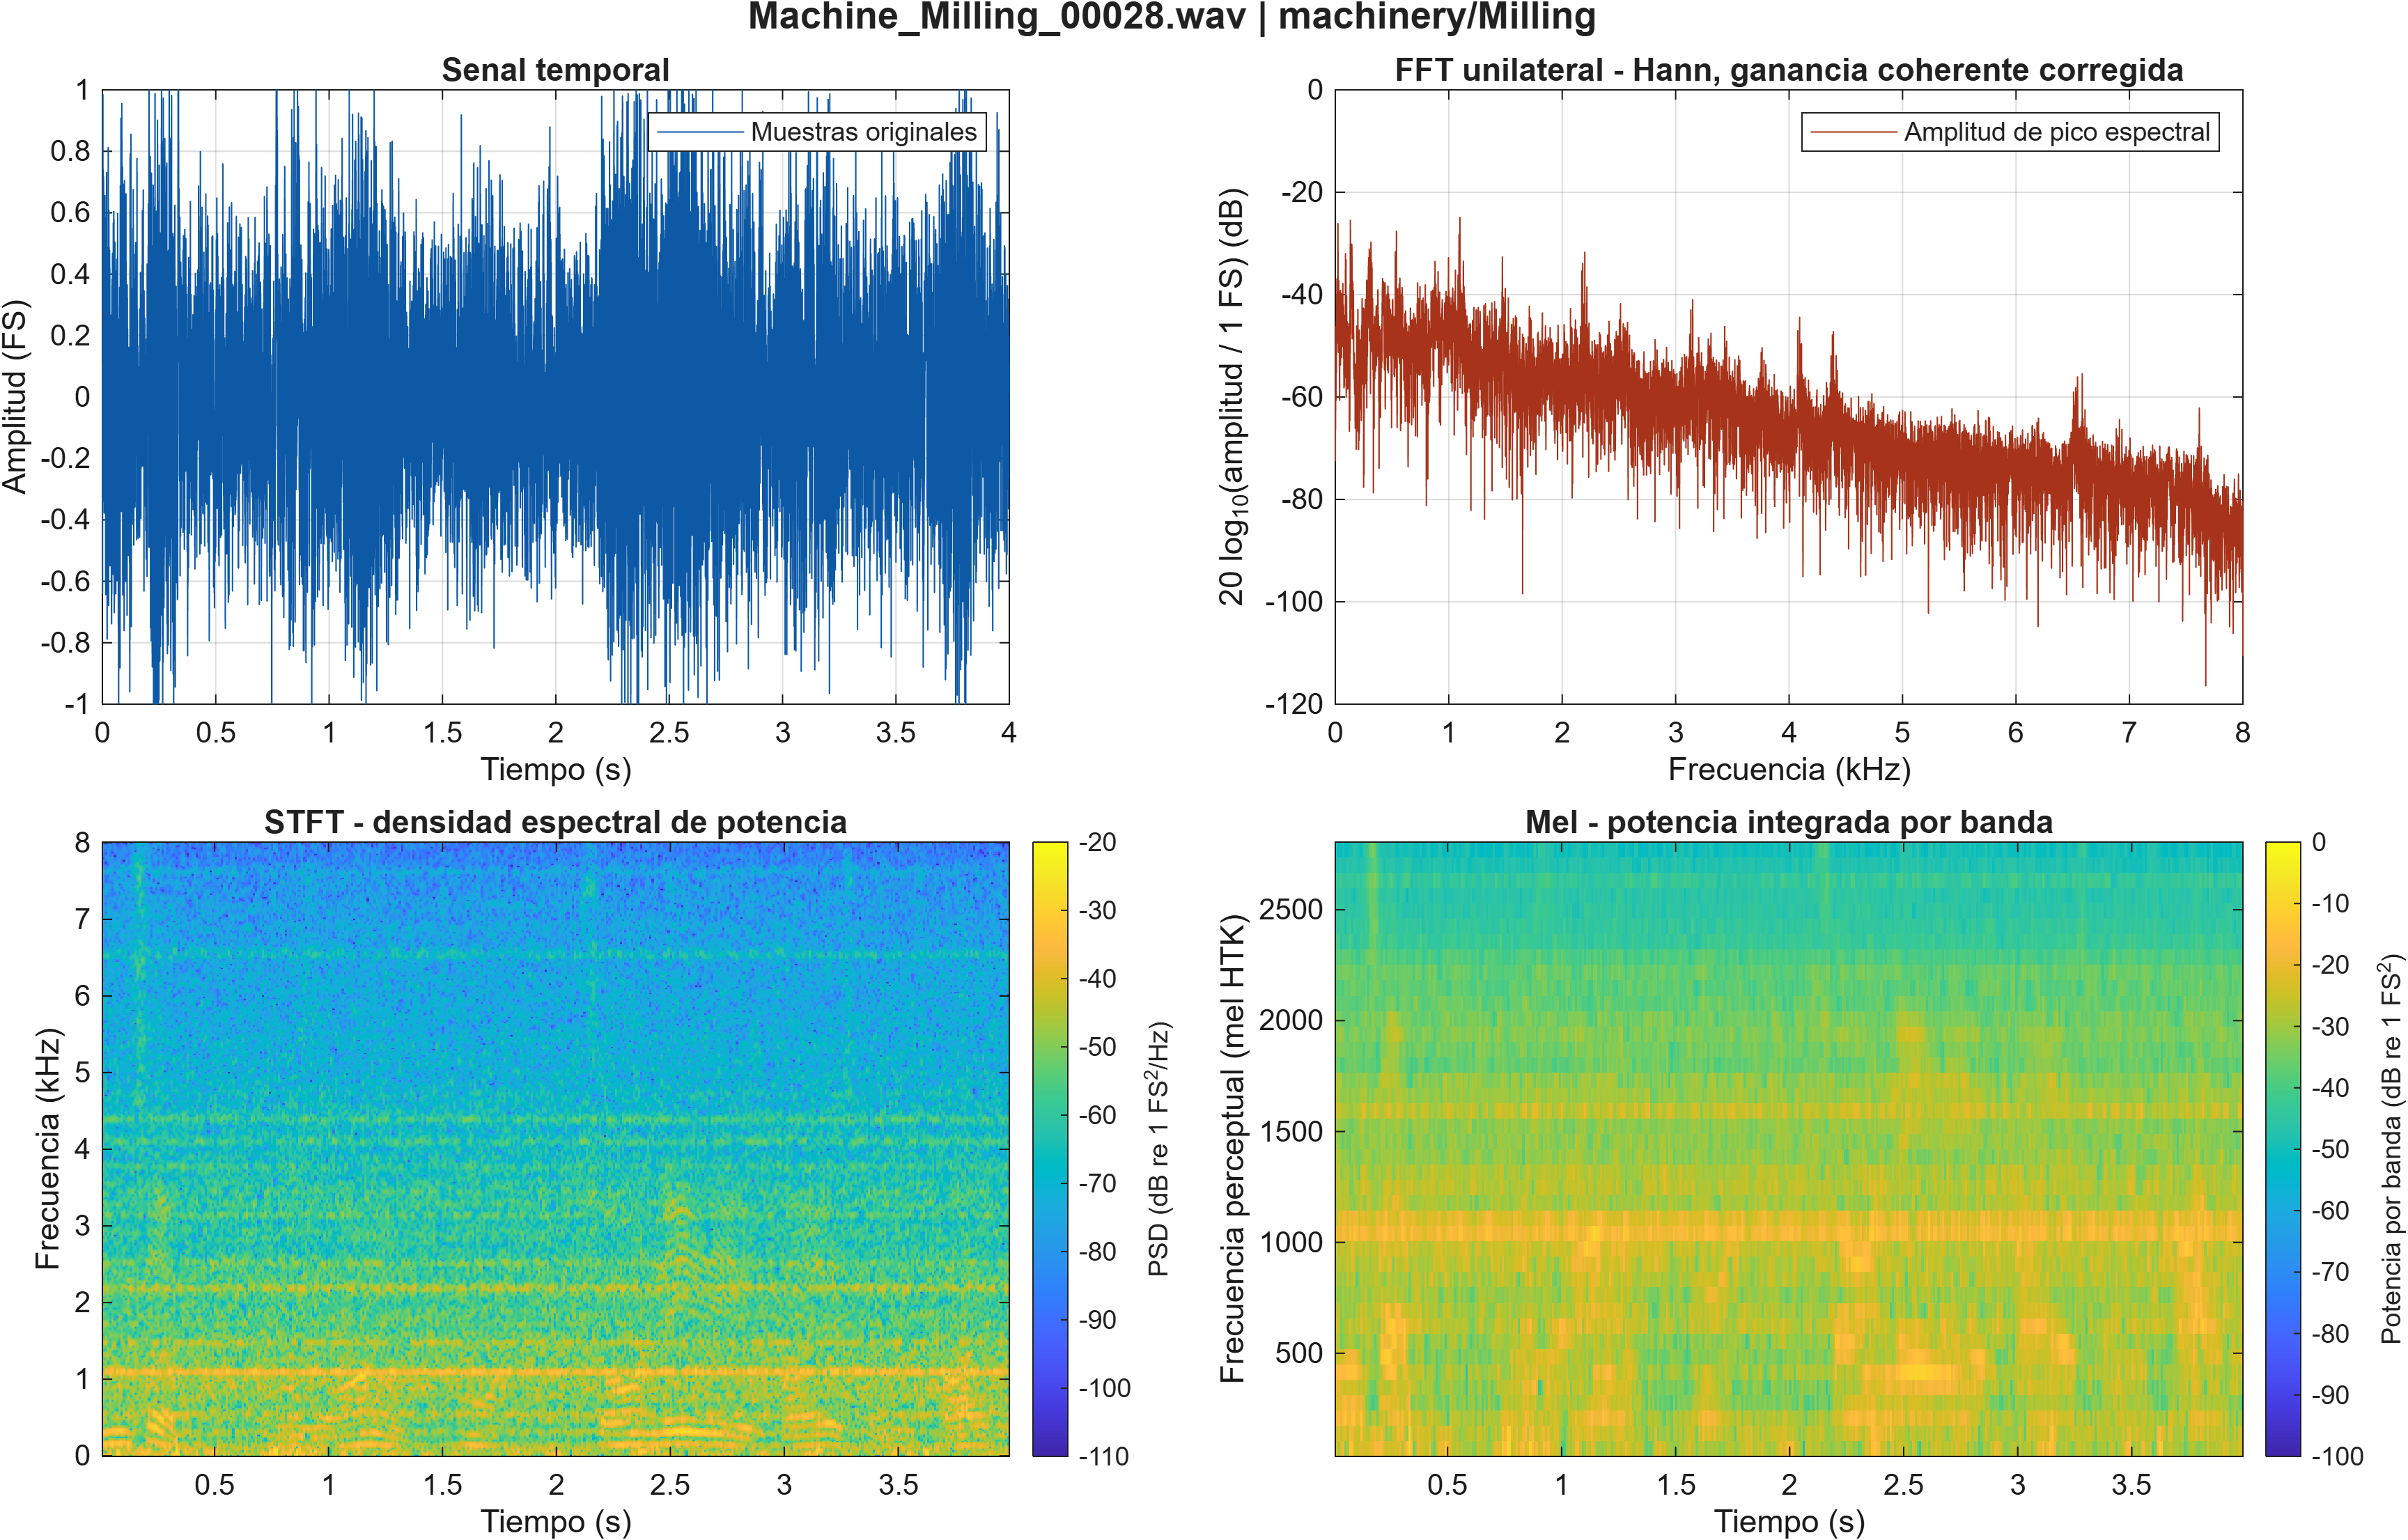 Machine_Milling_00028.wav | machinery/Milling
Senal temporal
Amplitud (FS)
1
0.8
0.6
0.4
0.2
0
-0.2
-0.4
-0.6
-0.8
-1
Muestras originales
0 0.5 1 1.5 2 2.5 3 3.5 4
Tiempo (s)
FFT unilateral - Hann, ganancia coherente corregida
20 log10(amplitud / 1 FS) (dB)
0
-20
-40
-60
-80
-100
-120
Amplitud de pico espectral
0 1 2 3 4 5 6 7 8
Frecuencia (kHz)
STFT - densidad espectral de potencia
Frecuencia (kHz)
8
7
6
5
4
3
2
1
0
0.5 1 1.5 2 2.5 3 3.5
Tiempo (s)
-20
-30
-40
-50
-60
-70
-80
-90
-100
-110
PSD (dB re 1 FS²/Hz)
Mel - potencia integrada por banda
Frecuencia perceptual (mel HTK)
2500
2000
1500
1000
500
0.5 1 1.5 2 2.5 3 3.5
Tiempo (s)
0
-10
-20
-30
-40
-50
-60
-70
-80
-90
-100
Potencia por banda (dB re 1 FS²)